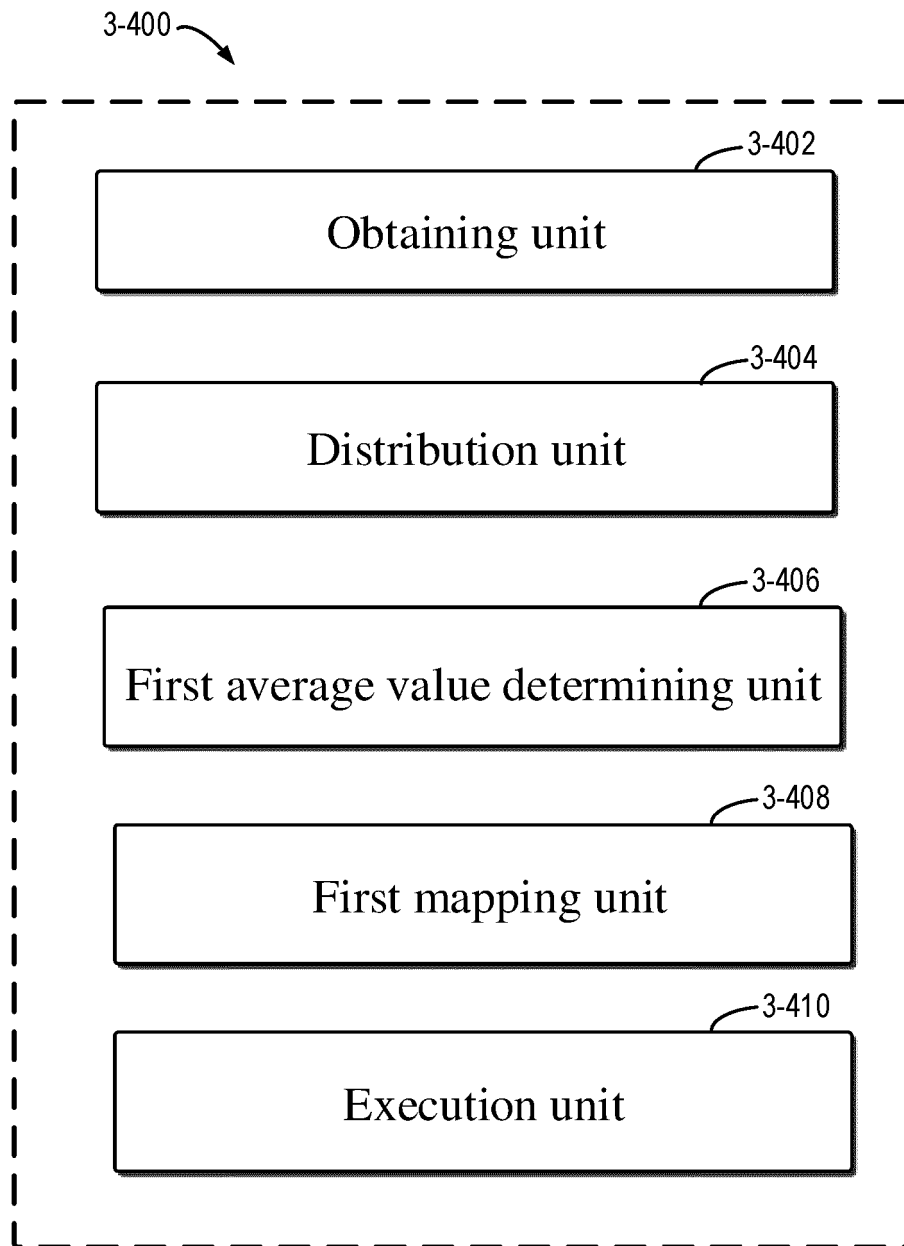 3-400
3-402
Obtaining unit
3-404
Distribution unit
3-406
First average value determining unit
3-408
First mapping unit
3-410
Execution unit